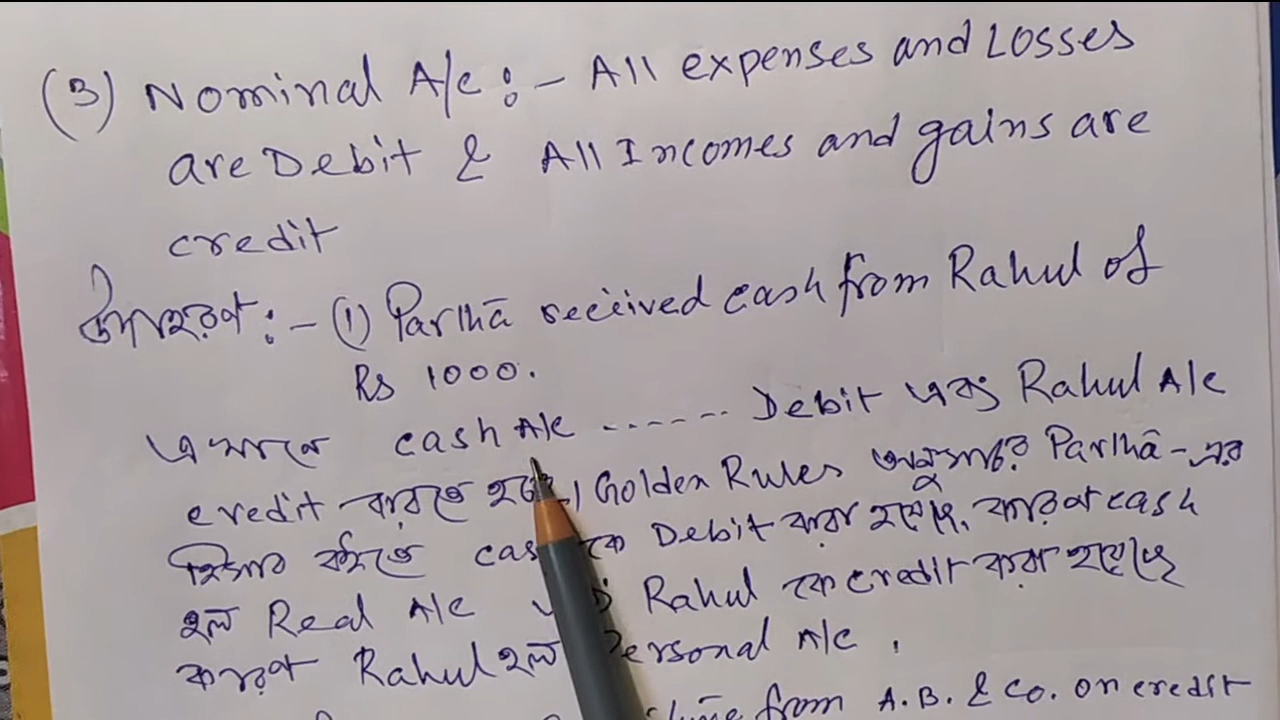 (3) Nominal A/c :- All expenses and Losses
are Debit & All Incomes and gains are
credit
উদাহরণ :- (1) Parthā received cash from Rahul of
Rs 1000.
এখানে cash A/c ------ Debit এবং Rahul A/c
credit করতে হবে। Golden Rules অনুসারে Parthā-এর
হিসাব বইতে cash কে Debit করা হয়েছে, কারণ cash
হল Real A/c Rahul কে credit করা হয়েছে
কারণ Rahul হল Personal A/c .
from A.B. & Co. on credit